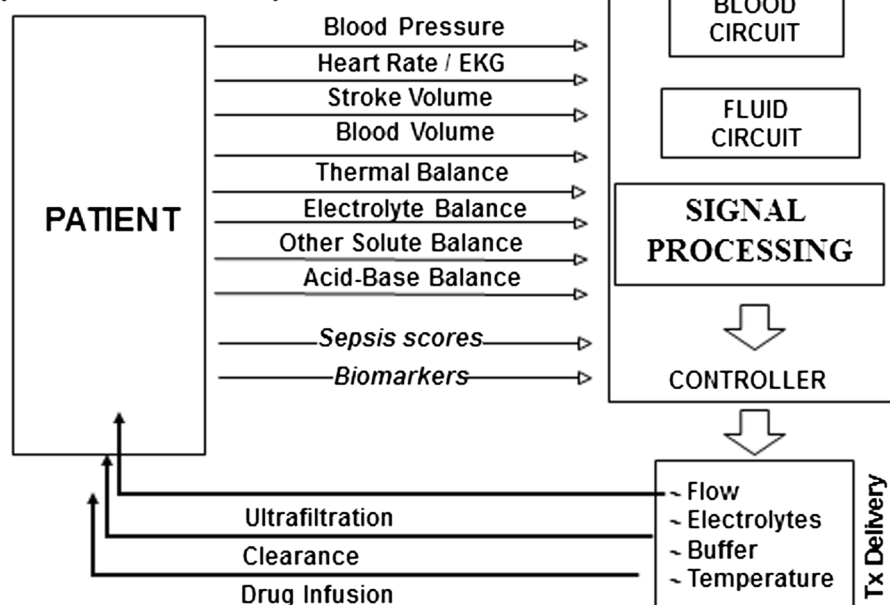 PATIENT
Blood Pressure
Heart Rate / EKG
Stroke Volume
Blood Volume
Thermal Balance
Electrolyte Balance
Other Solute Balance
Acid-Base Balance
Sepsis scores
Biomarkers
BLOOD
CIRCUIT
FLUID
CIRCUIT
SIGNAL
PROCESSING
CONTROLLER
~ Flow
~ Electrolytes
~ Buffer
~ Temperature
Tx Delivery
Ultrafiltration
Clearance
Drug Infusion